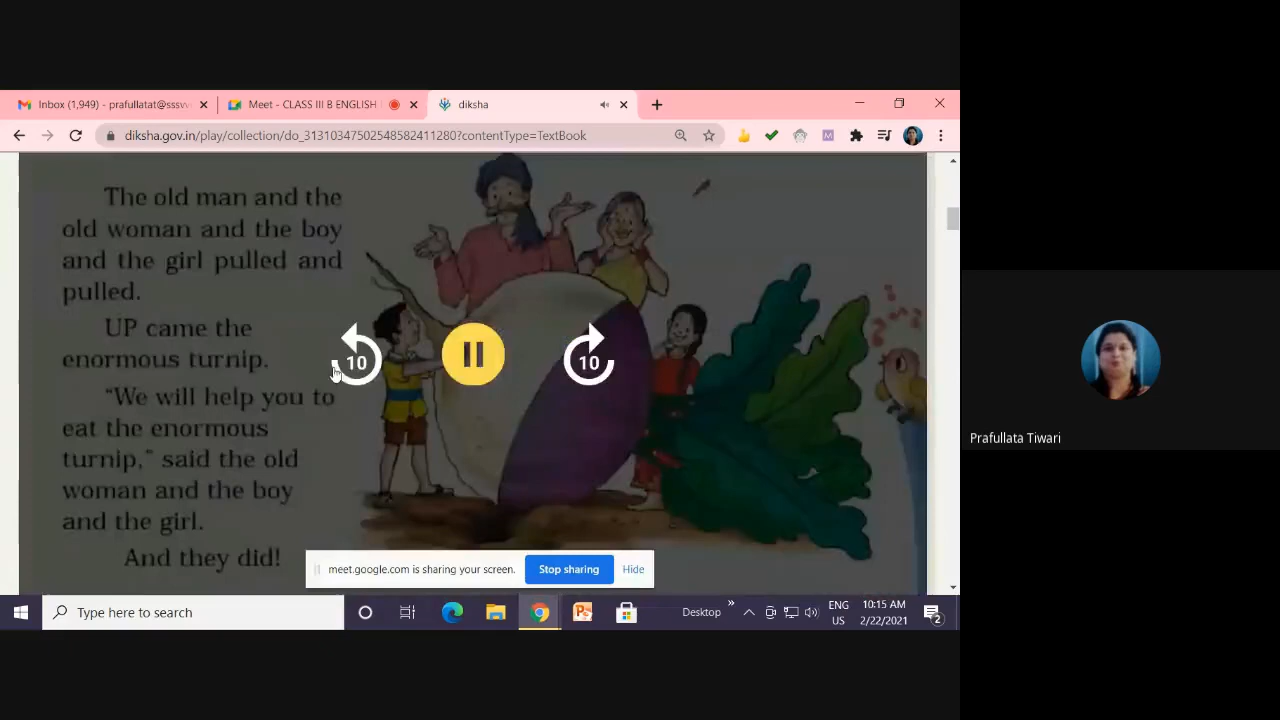 Inbox (1,949) - prafullatat@sssv
Meet - CLASS III B ENGLISH
diksha
diksha.gov.in/play/collection/do_31310347502548582411280?contentType=TextBook
The old man and the
old woman and the boy
and the girl pulled and
pulled.
UP came the
enormous turnip.
"We will help you to
eat the enormous
turnip," said the old
woman and the boy
and the girl.
And they did!
10
10
meet.google.com is sharing your screen.
Stop sharing
Hide
Prafullata Tiwari
Type here to search
Desktop
ENG
US
10:15 AM
2/22/2021
2